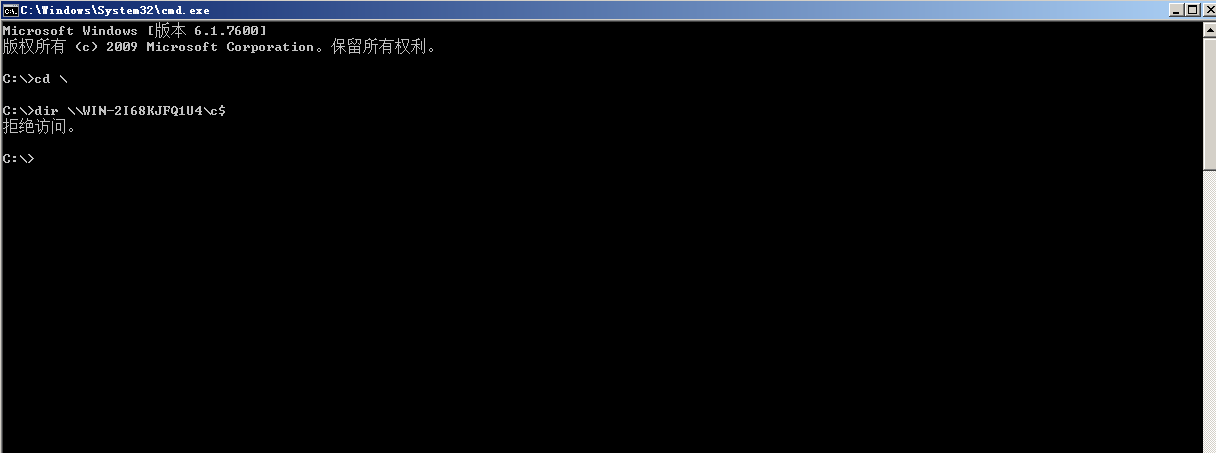 C:\Windows\System32\cmd.exe
Microsoft Windows [版本 6.1.7600]
版权所有 (c) 2009 Microsoft Corporation。保留所有权利。
C:\>cd \
C:\>dir \\WIN-2I68KJFQ1U4\c$
拒绝访问。
C:\>